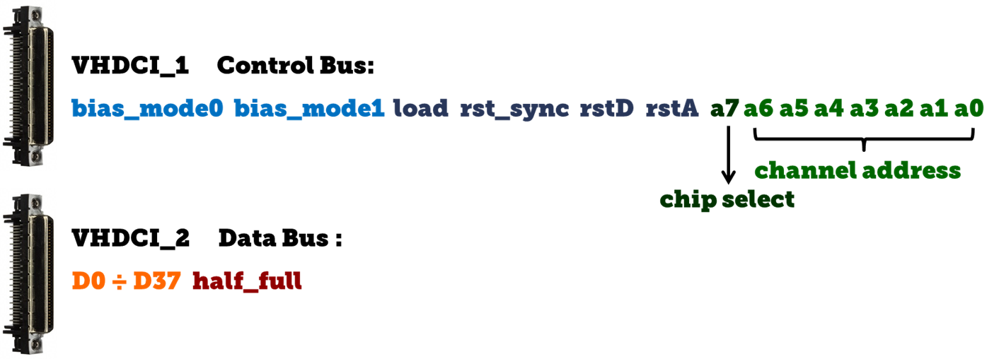 VHDCI_1 Control Bus:
bias_mode0 bias_mode1 load rst_sync rstD rstA a7 a6 a5 a4 a3 a2 a1 a0
channel address
chip select
VHDCI_2 Data Bus :
D0 ÷ D37 half_full